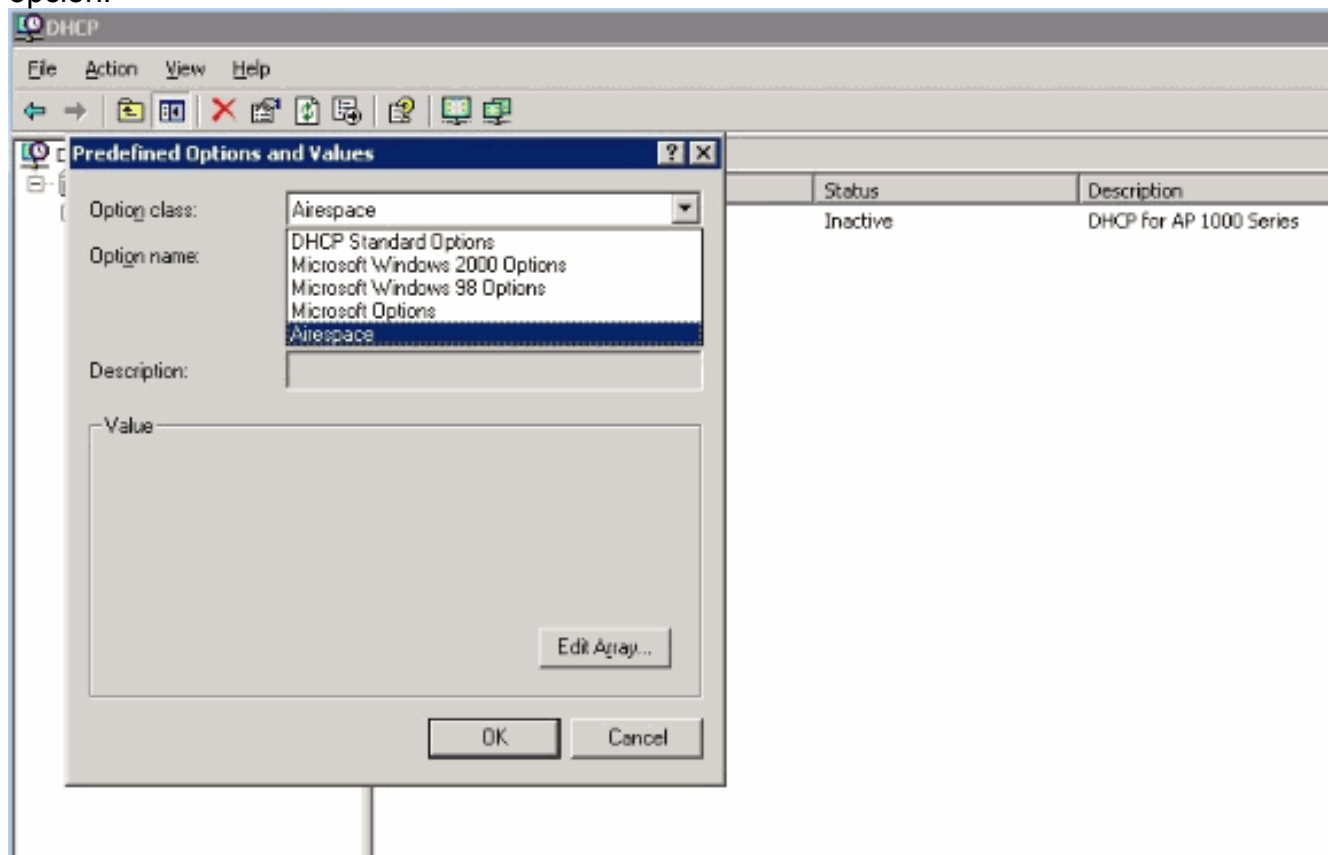 opción.
DHCP
File Action View Help
Predefined Options and Values
Status Description
Option class: Airespace
Inactive DHCP for AP 1000 Series
DHCP Standard Options
Option name:
Microsoft Windows 2000 Options
Microsoft Windows 98 Options
Microsoft Options
Airespace
Description:
Value
Edit Array...
OK Cancel